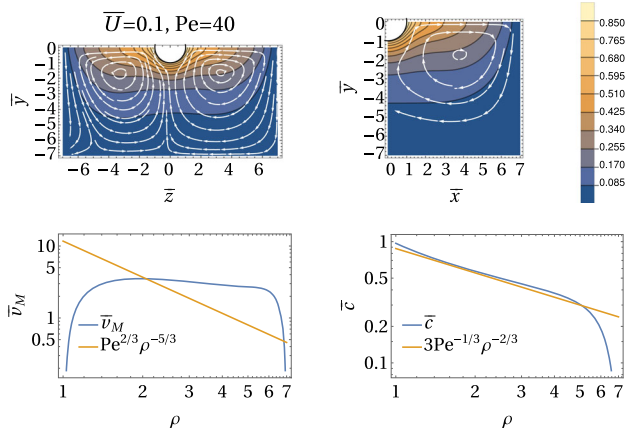 U̅=0.1, Pe=40
0
-1
-2
-3
-4
-5
-6
-7
y̅
-6 -4 -2 0 2 4 6
z̅
0
-1
-2
-3
-4
-5
-6
-7
y̅
0 1 2 3 4 5 6 7
x̅
0.850
0.765
0.680
0.595
0.510
0.425
0.340
0.255
0.170
0.085
10
5
1
0.5
v̅_M
v̅_M
Pe^{2/3}ρ^{-5/3}
1 2 3 4 5 6 7
ρ
1
0.5
0.2
0.1
c̅
c̅
3Pe^{-1/3}ρ^{-2/3}
1 2 3 4 5 6 7
ρ